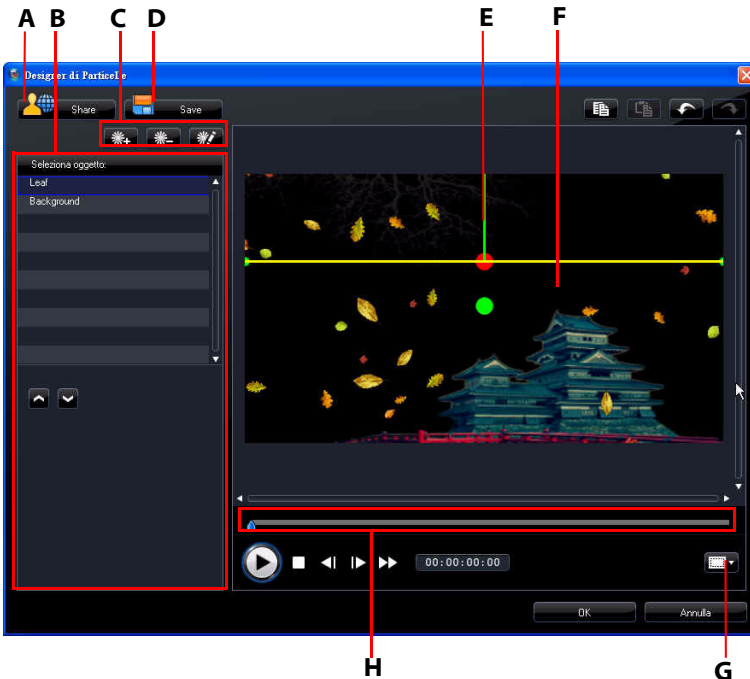 A B C D E F
Designer di Particelle
Share Save
Seleziona oggetto:
Leaf
Background
00:00:00:00
OK Annulla
H G